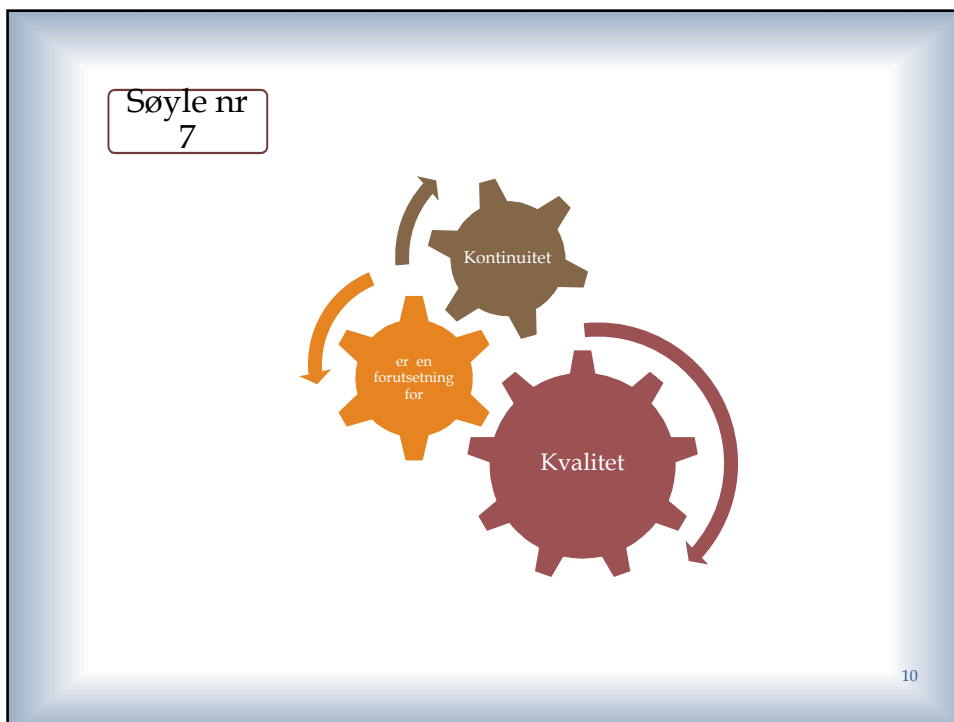 Søyle nr
7
Kontinuitet
er en
forutsetning
for
Kvalitet
10